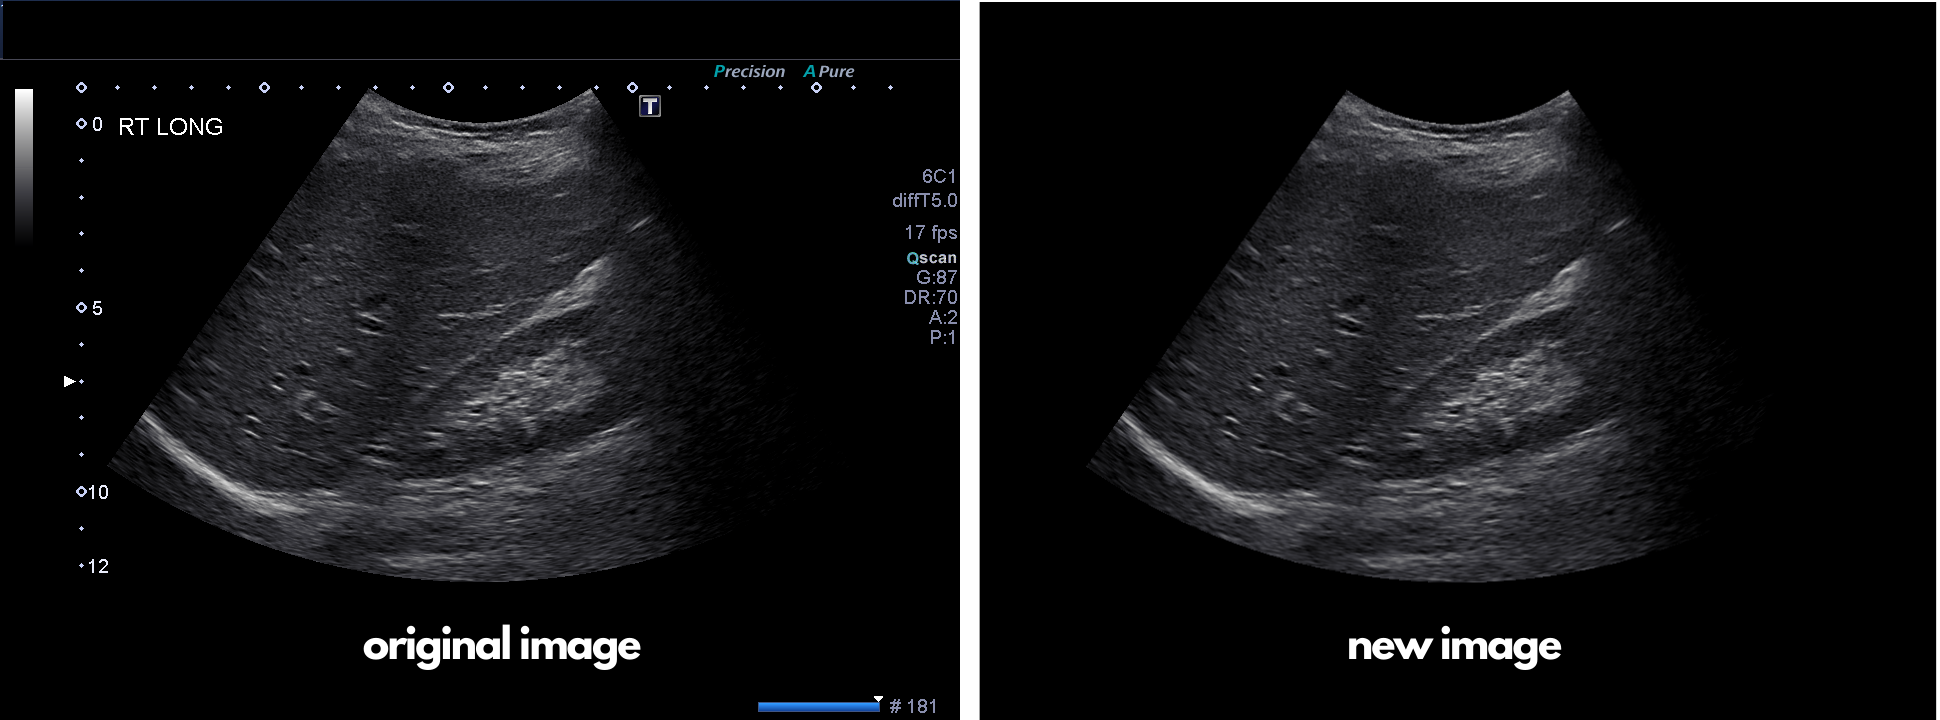 Precision A Pure
T
0 RT LONG
6C1
diffT5.0
17 fps
Qscan
G:87
DR:70
A:2
P:1
5
10
12
original image
# 181
new image